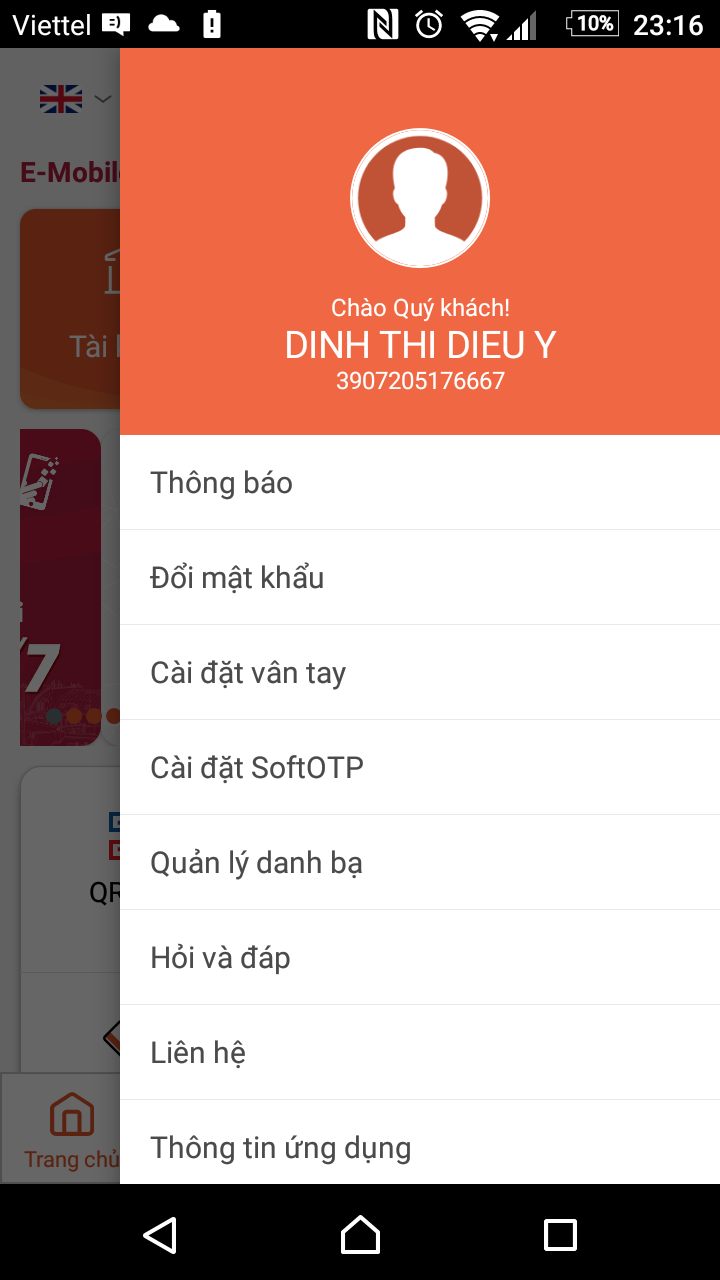 Viettel
10% 23:16
E-Mobil
Tài
7
QR
Trang chủ
Chào Quý khách!
DINH THI DIEU Y
3907205176667
Thông báo
Đổi mật khẩu
Cài đặt vân tay
Cài đặt SoftOTP
Quản lý danh bạ
Hỏi và đáp
Liên hệ
Thông tin ứng dụng